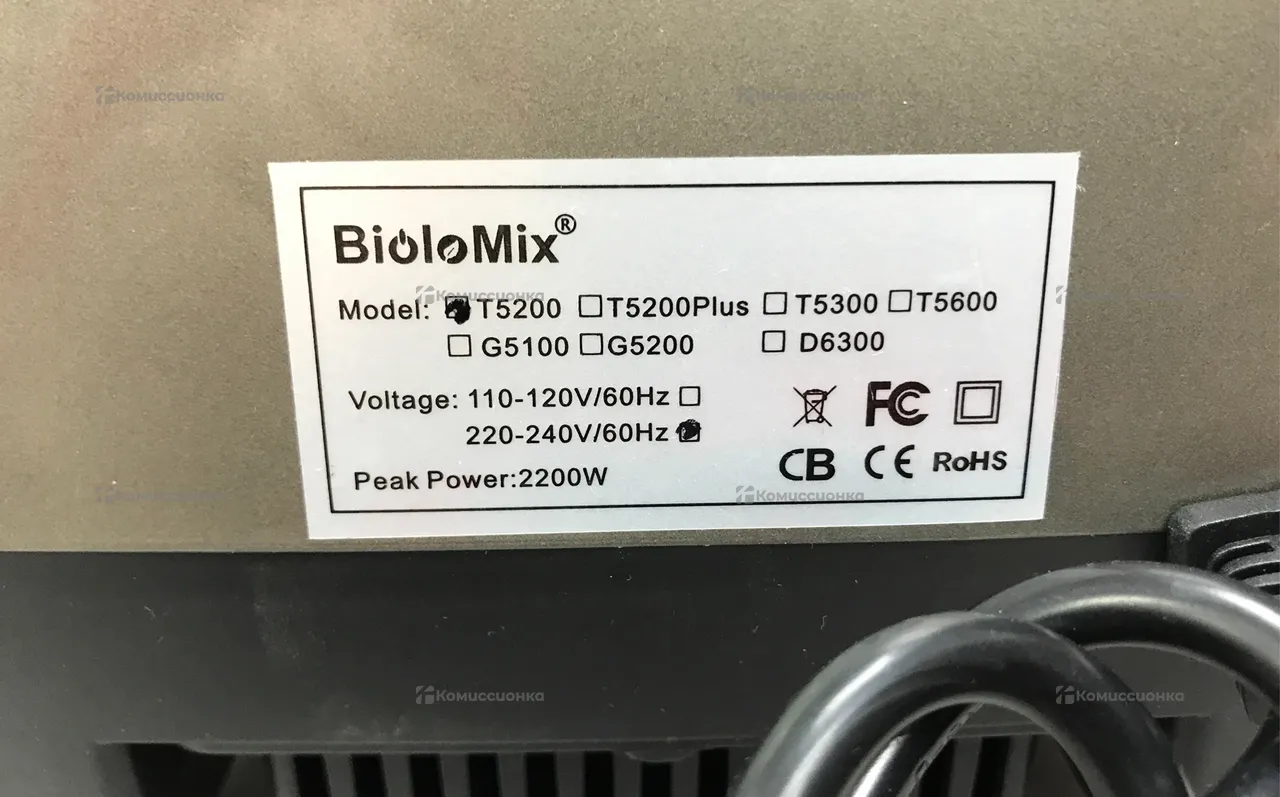 Комиссионка Комиссионка
BioloMix®
Model: T5200 T5200Plus T5300 T5600
Комиссионка Комиссионка
G5100 G5200 D6300
Voltage: 110-120V/60Hz
220-240V/60Hz
FC
CB CE RoHS
Peak Power:2200W
Комиссионка Комиссионка
Комиссионка Комиссионка